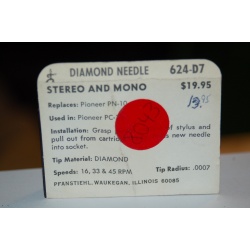 DIAMOND NEEDLE 624-D7
STEREO AND MONO $19.95
Replaces: Pioneer PN-10
Used in: Pioneer PC-
Installation: Grasp of stylus and
pull out from cartri new needle
into socket.
Tip Material: DIAMOND
Speeds: 16, 33 & 45 RPM Tip Radius: .0007
PFANSTIEHL, WAUKEGAN, ILLINOIS 60085